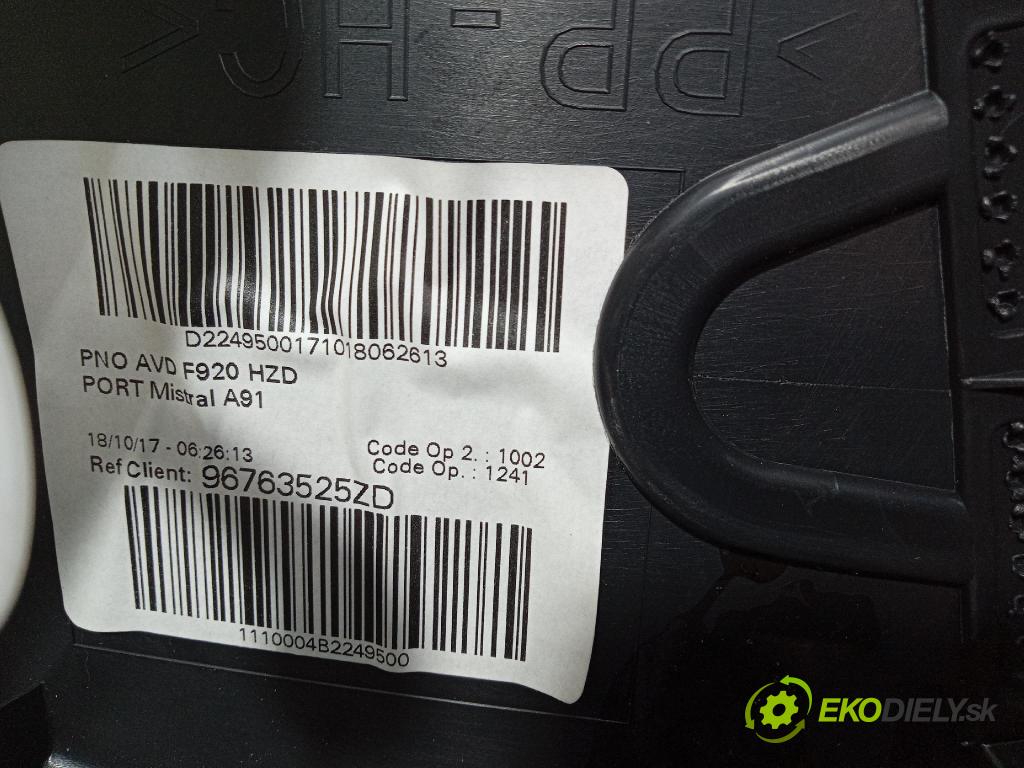 D2249500171018062613
PNO AVD F920 HZD
PORT Mistral A91
18/10/17 - 06:26:13
Code Op 2. : 1002
Code Op. : 1241
Ref Client: 96763525ZD
1110004B2249500
EKODIELY.sk